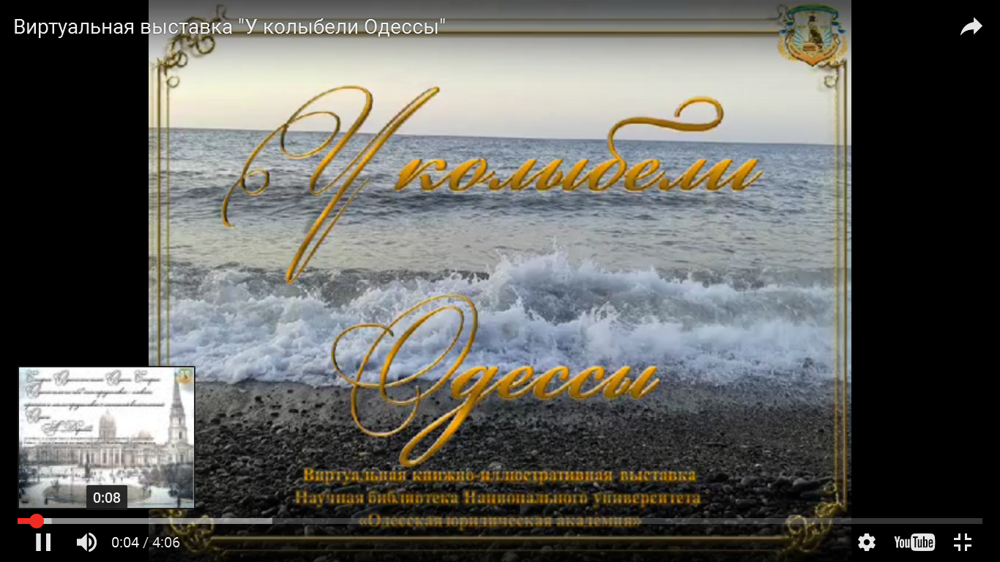 Виртуальная выставка "У колыбели Одессы"
У колыбели
Одессы
Виртуальная книжно-иллюстративная выставка
Научная библиотека Национального университета
«Одесская юридическая академия»
0:08
0:04 / 4:06
YouTube